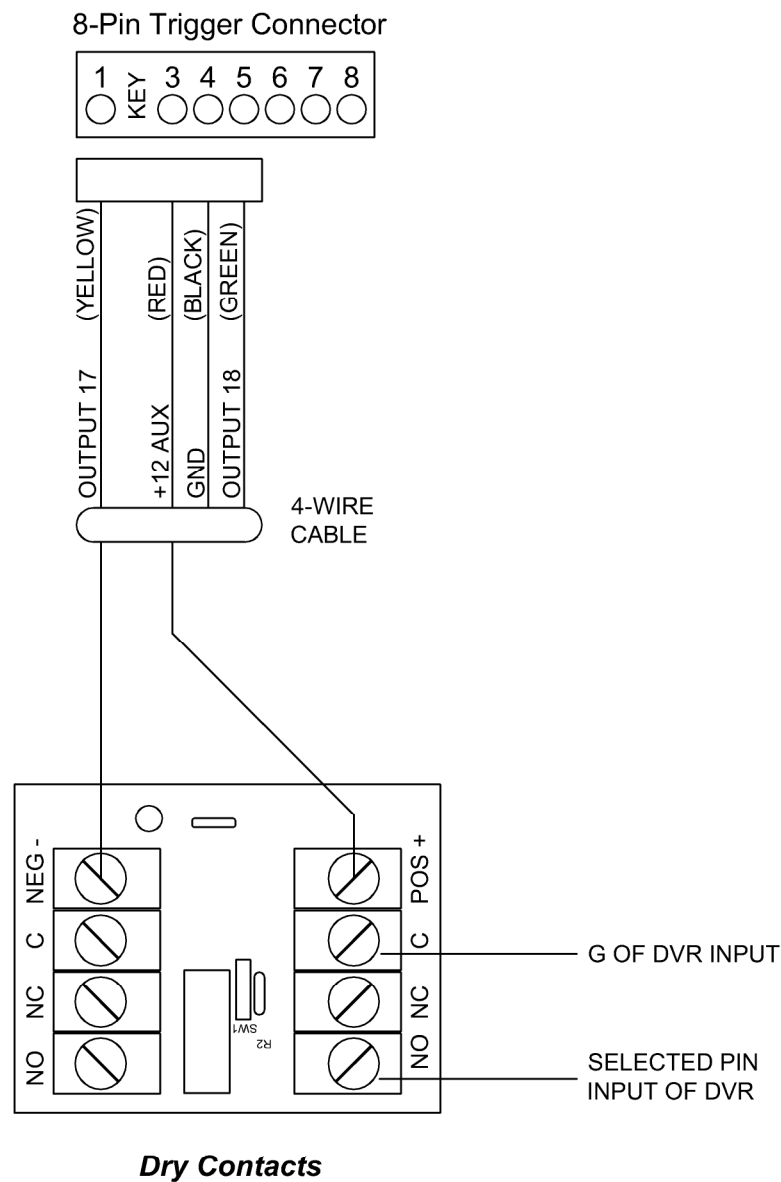 8-Pin Trigger Connector
1 KEY 3 4 5 6 7 8
(YELLOW)
(RED)
(BLACK)
(GREEN)
OUTPUT 17
+12 AUX
GND
OUTPUT 18
4-WIRE
CABLE
NEG -
C
NC
NO
POS +
C
NC
NO
SW1
R2
G OF DVR INPUT
SELECTED PIN
INPUT OF DVR
Dry Contacts